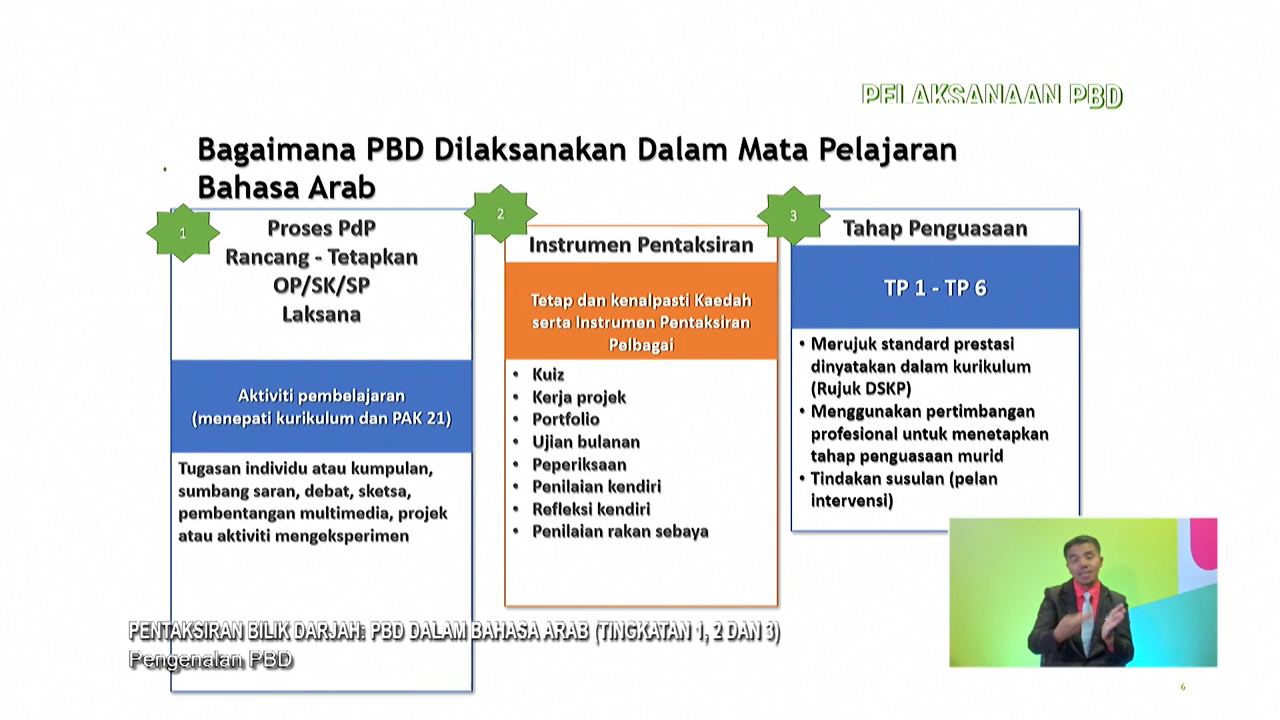 PELAKSANAAN PBD
Bagaimana PBD Dilaksanakan Dalam Mata Pelajaran
Bahasa Arab
1
Proses PdP
Rancang - Tetapkan
OP/SK/SP
Laksana
Aktiviti pembelajaran
(menepati kurikulum dan PAK 21)
Tugasan individu atau kumpulan,
sumbang saran, debat, sketsa,
pembentangan multimedia, projek
atau aktiviti mengeksperimen
2
Instrumen Pentaksiran
Tetap dan kenalpasti Kaedah
serta Instrumen Pentaksiran
Pelbagai
• Kuiz
• Kerja projek
• Portfolio
• Ujian bulanan
• Peperiksaan
• Penilaian kendiri
• Refleksi kendiri
• Penilaian rakan sebaya
3
Tahap Penguasaan
TP 1 - TP 6
• Merujuk standard prestasi
dinyatakan dalam kurikulum
(Rujuk DSKP)
• Menggunakan pertimbangan
profesional untuk menetapkan
tahap penguasaan murid
• Tindakan susulan (pelan
intervensi)
PENTAKSIRAN BILIK DARJAH: PBD DALAM BAHASA ARAB (TINGKATAN 1, 2 DAN 3)
Pengenalan PBD
6